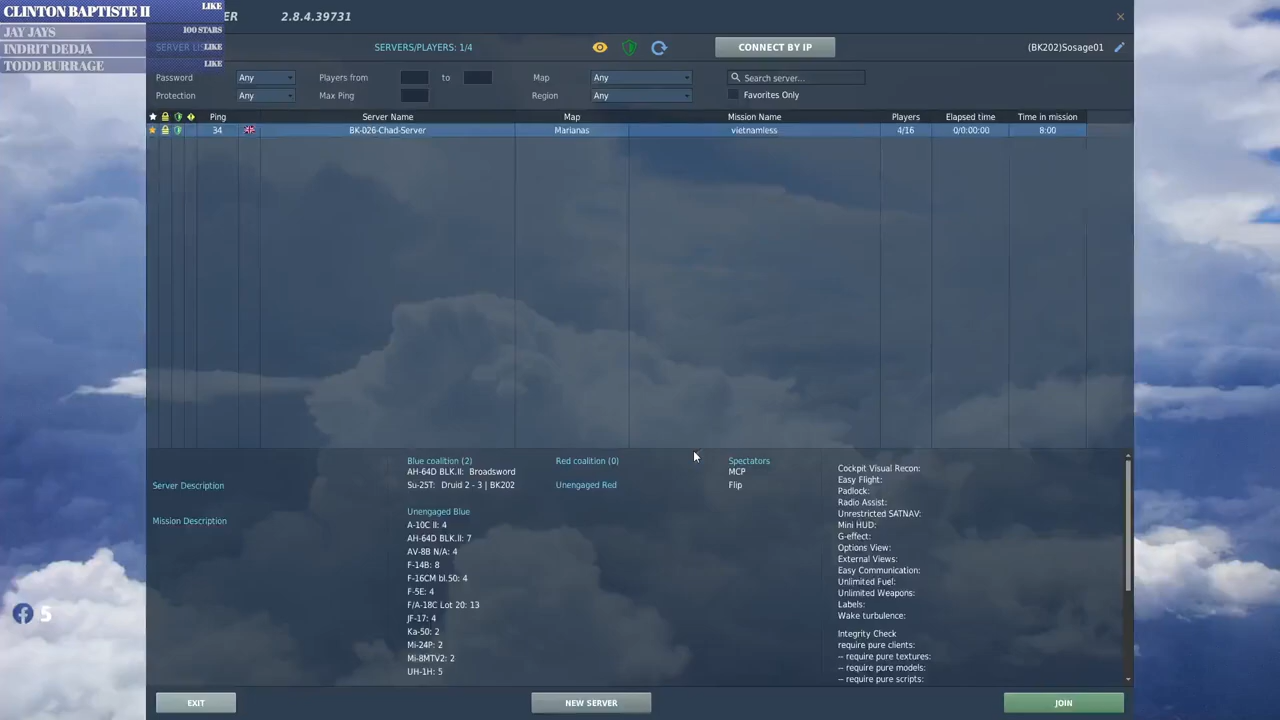 CLINTON BAPTISTE II LIKE
JAY JAYS 100 STARS
INDRIT DEDJA LIKE
TODD BURRAGE LIKE
ER 2.8.4.39731
SERVER LIS SERVERS/PLAYERS: 1/4 CONNECT BY IP (BK202)Sosage01
Password Any Players from to Map Any Search server...
Protection Any Max Ping Region Any Favorites Only
Ping Server Name Map Mission Name Players Elapsed time Time in mission
34 BK-026-Chad-Server Marianas vietnamless 4/16 0/0:00:00 8:00
Server Description
Mission Description
Blue coalition (2)
AH-64D BLK.II: Broadsword
Su-25T: Druid 2 - 3 | BK202
Unengaged Blue
A-10C II: 4
AH-64D BLK.II: 7
AV-8B N/A: 4
F-14B: 8
F-16CM bl.50: 4
F-5E: 4
F/A-18C Lot 20: 13
JF-17: 4
Ka-50: 2
Mi-24P: 2
Mi-8MTV2: 2
UH-1H: 5
Red coalition (0)
Unengaged Red
Spectators
MCP
Flip
Cockpit Visual Recon:
Easy Flight:
Padlock:
Radio Assist:
Unrestricted SATNAV:
Mini HUD:
G-effect:
Options View:
External Views:
Easy Communication:
Unlimited Fuel:
Unlimited Weapons:
Labels:
Wake turbulence:
Integrity Check
require pure clients:
-- require pure textures:
-- require pure models:
-- require pure scripts:
5
EXIT NEW SERVER JOIN